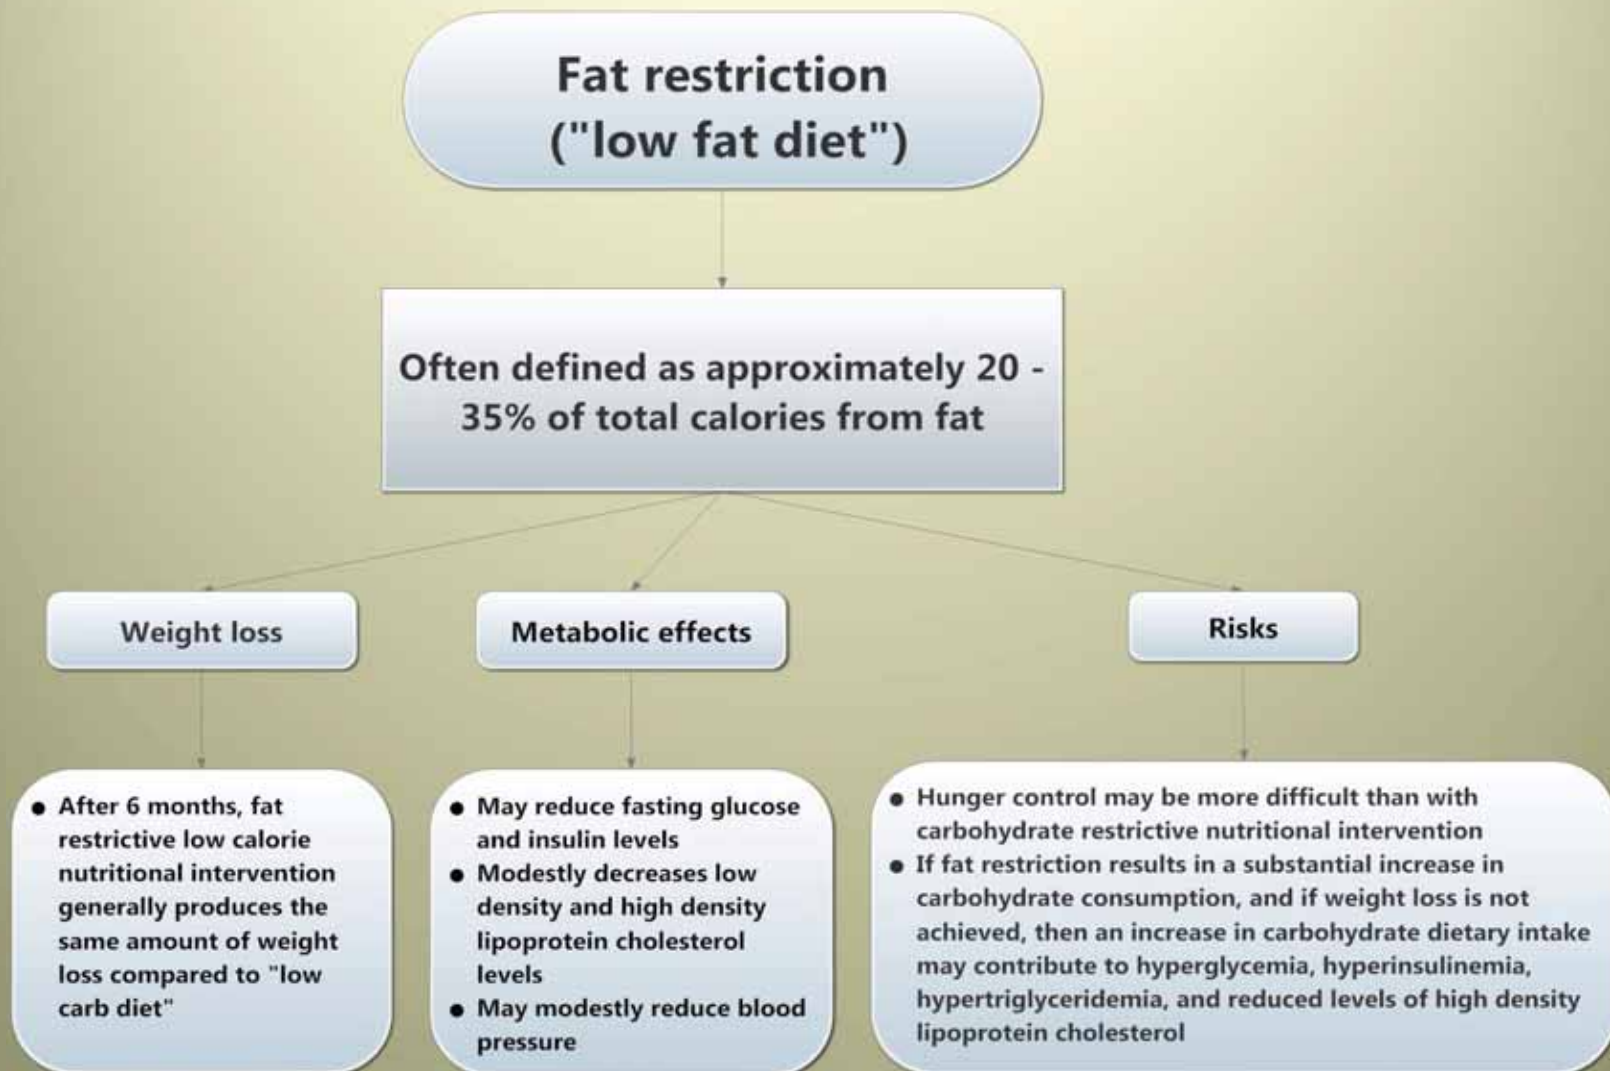 Fat restriction
("low fat diet")
Often defined as approximately 20 -
35% of total calories from fat
Weight loss
Metabolic effects
Risks
● After 6 months, fat
restrictive low calorie
nutritional intervention
generally produces the
same amount of weight
loss compared to "low
carb diet"
● May reduce fasting glucose
and insulin levels
● Modestly decreases low
density and high density
lipoprotein cholesterol
levels
● May modestly reduce blood
pressure
● Hunger control may be more difficult than with
carbohydrate restrictive nutritional intervention
● If fat restriction results in a substantial increase in
carbohydrate consumption, and if weight loss is not
achieved, then an increase in carbohydrate dietary intake
may contribute to hyperglycemia, hyperinsulinemia,
hypertriglyceridemia, and reduced levels of high density
lipoprotein cholesterol